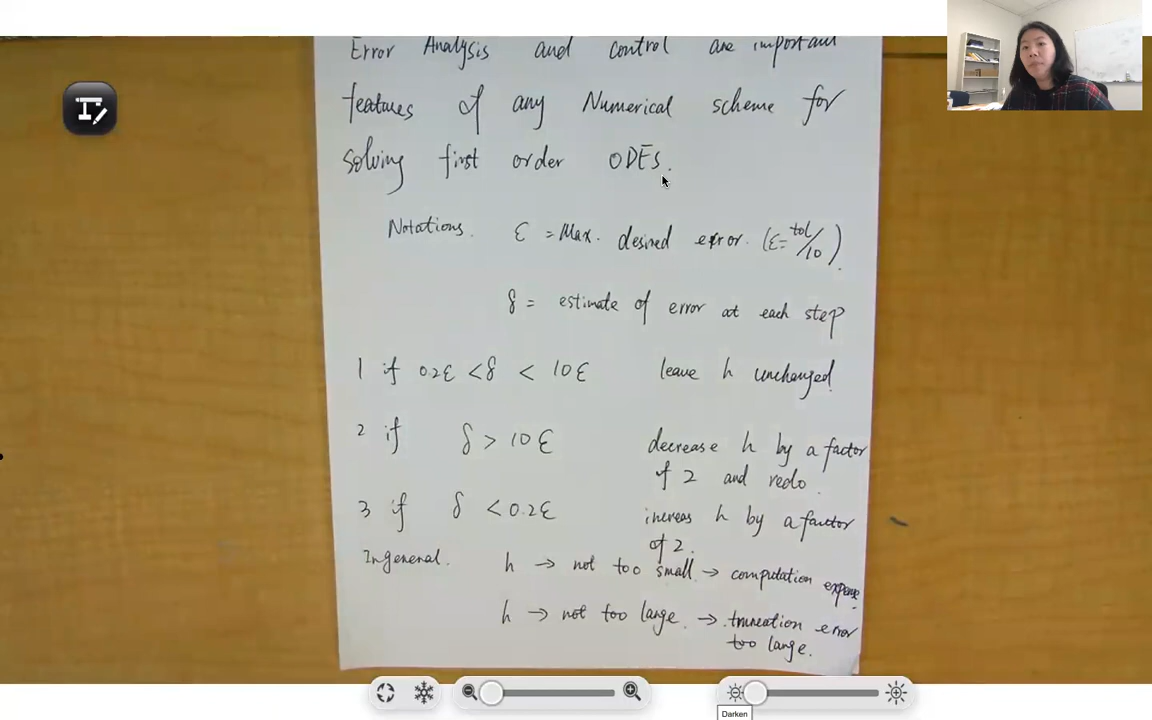 Error Analysis and control are important
features of any Numerical scheme for
solving first order ODES.
Notations. ε = Max. desired error. (ε= tol/10).
δ = estimate of error at each step
1 if 0.2ε < δ < 10ε leave h unchanged.
2 if δ > 10ε decrease h by a factor
of 2 and redo.
3 if δ < 0.2ε increas h by a factor
of 2.
In general. h → not too small → computation expense.
h → not too large. → truncation error
too large.
Darken